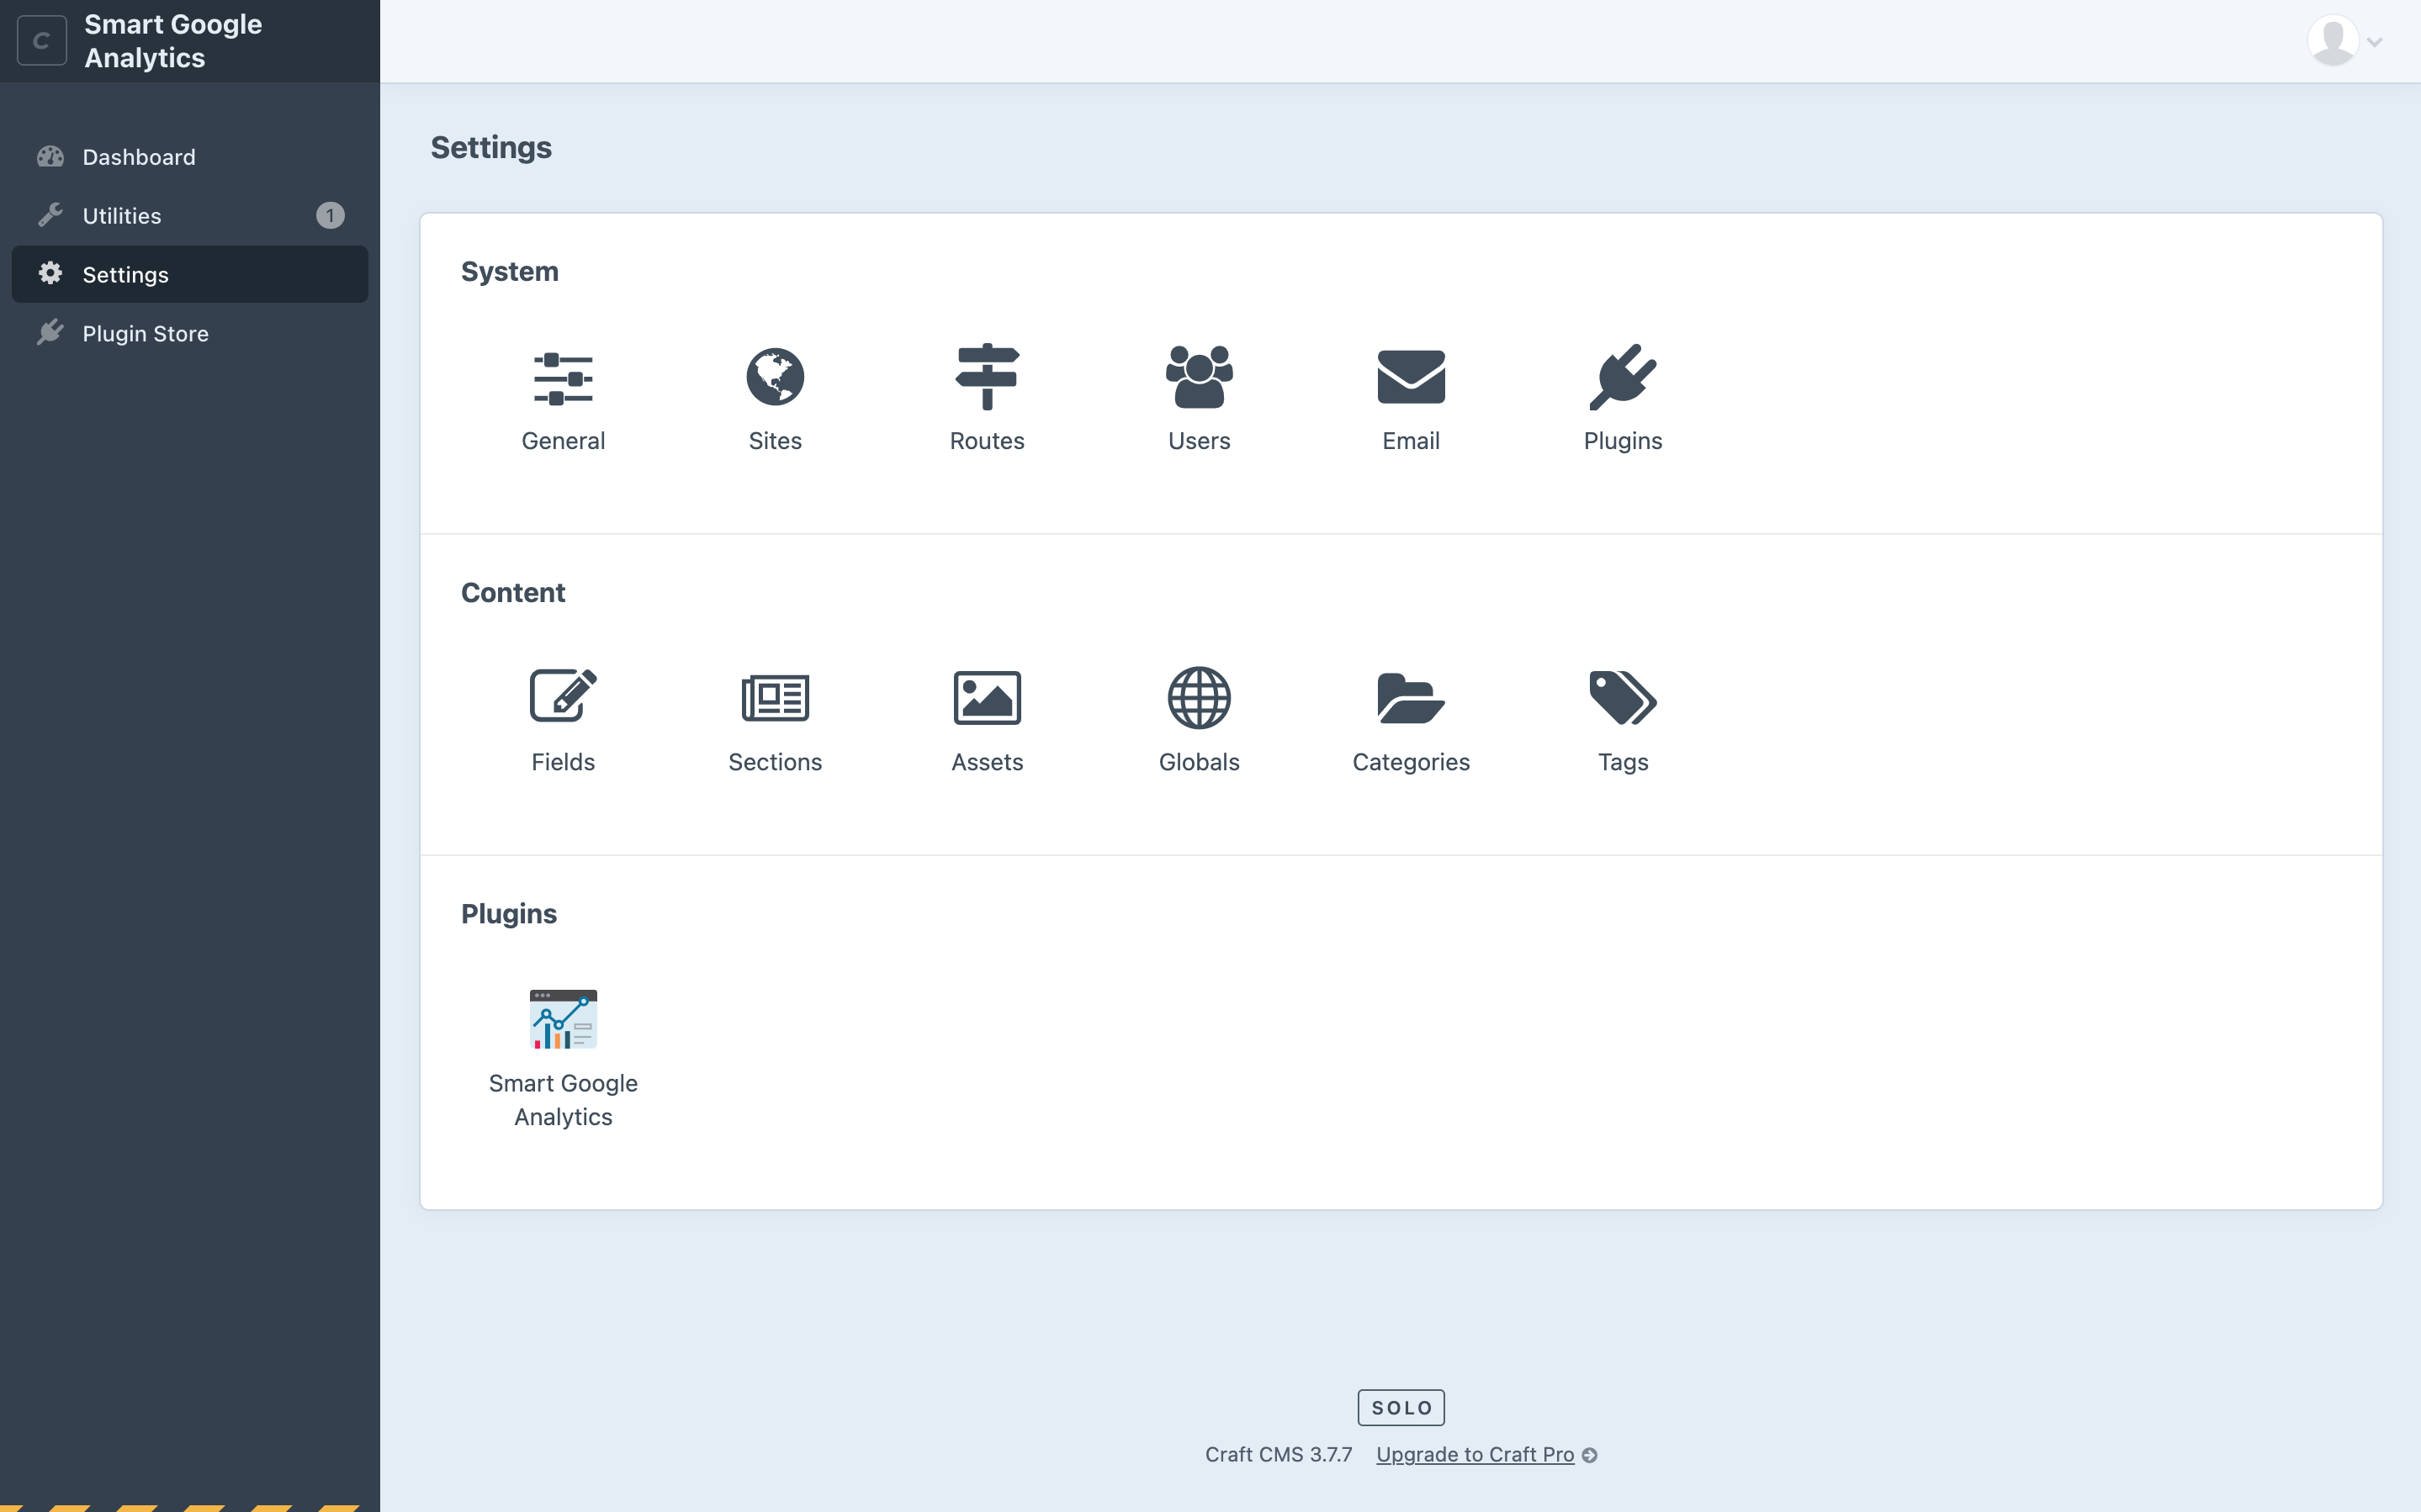 C
Smart Google
Analytics
Dashboard
Utilities
1
Settings
Plugin Store
Settings
System
General
Sites
Routes
Users
Email
Plugins
Content
Fields
Sections
Assets
Globals
Categories
Tags
Plugins
Smart Google
Analytics
SOLO
Craft CMS 3.7.7 Upgrade to Craft Pro